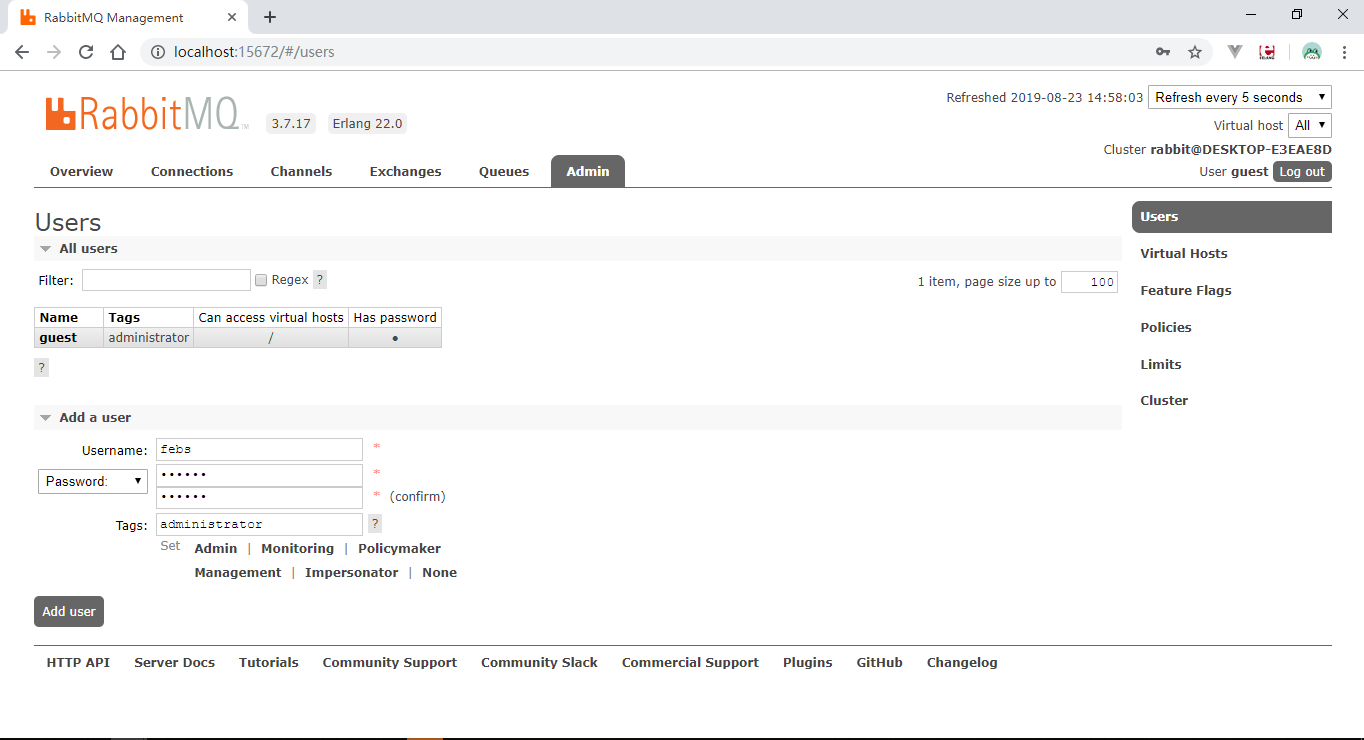 RabbitMQ Management
localhost:15672/#/users
RabbitMQ™ 3.7.17 Erlang 22.0
Refreshed 2019-08-23 14:58:03 Refresh every 5 seconds
Virtual host All
Cluster rabbit@DESKTOP-E3EAE8D
User guest Log out
Overview Connections Channels Exchanges Queues Admin
Users
All users
Filter: Regex ? 1 item, page size up to 100
Name Tags Can access virtual hosts Has password
guest administrator / ●
?
Add a user
Username: febs *
Password: •••••• *
•••••• * (confirm)
Tags: administrator ?
Set Admin | Monitoring | Policymaker
Management | Impersonator | None
Add user
Users
Virtual Hosts
Feature Flags
Policies
Limits
Cluster
HTTP API Server Docs Tutorials Community Support Community Slack Commercial Support Plugins GitHub Changelog